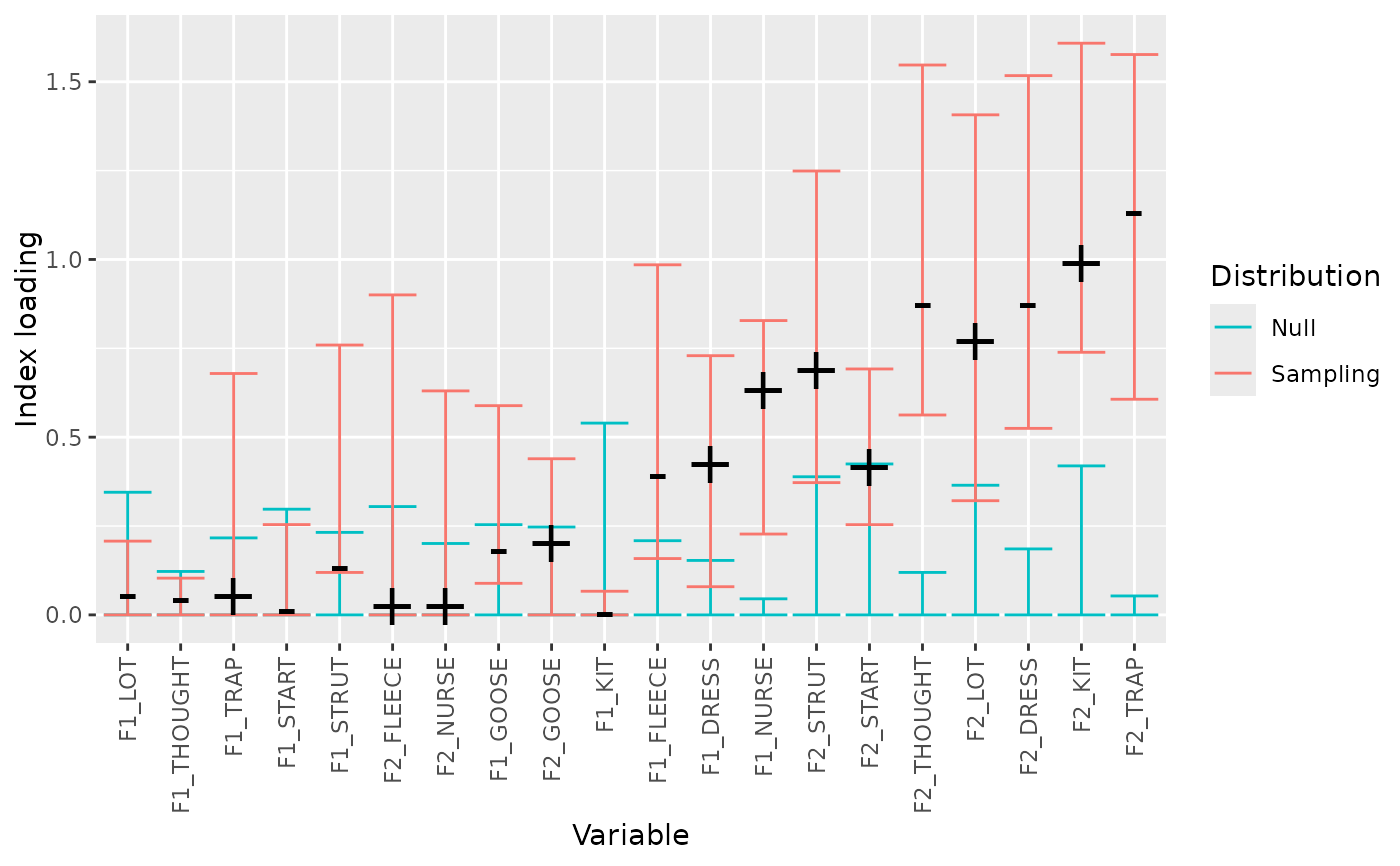 1.5
1.0
0.5
0.0
Index loading
F1_LOT
F1_THOUGHT
F1_TRAP
F1_START
F1_STRUT
F2_FLEECE
F2_NURSE
F1_GOOSE
F2_GOOSE
F1_KIT
F1_FLEECE
F1_DRESS
F1_NURSE
F2_STRUT
F2_START
F2_THOUGHT
F2_LOT
F2_DRESS
F2_KIT
F2_TRAP
Variable
Distribution
Null
Sampling